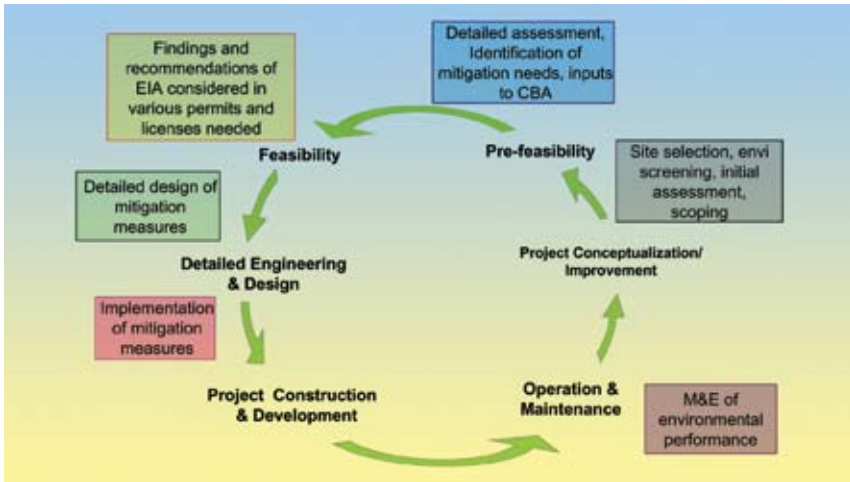 Findings and
recommendations of
EIA considered in
various permits and
licenses needed
Detailed assessment,
Identification of
mitigation needs, inputs
to CBA
Feasibility
Pre-feasibility
Site selection, envi
screening, initial
assessment,
scoping
Detailed design of
mitigation
measures
Detailed Engineering
& Design
Project Conceptualization/
Improvement
Implementation
of mitigation
measures
Project Construction
& Development
Operation &
Maintenance
M&E of
environmental
performance